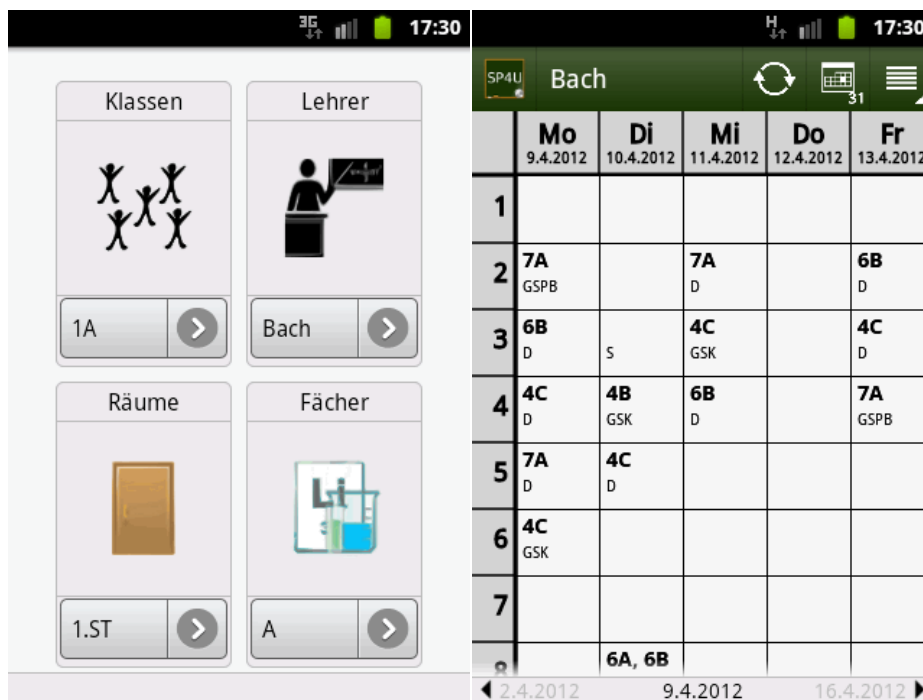 3G 17:30
Klassen Lehrer
1A Bach
Räume Fächer
Li
1.ST A
H 17:30
SP4U Bach 31
Mo Di Mi Do Fr
9.4.2012 10.4.2012 11.4.2012 12.4.2012 13.4.2012
1
2 7A 7A 6B
GSPB D D
3 6B 4C 4C
D S GSK D
4 4C 4B 6B 7A
D GSK D GSPB
5 7A 4C
D D
6 4C
GSK
7
8 6A, 6B
2.4.2012 9.4.2012 16.4.2012